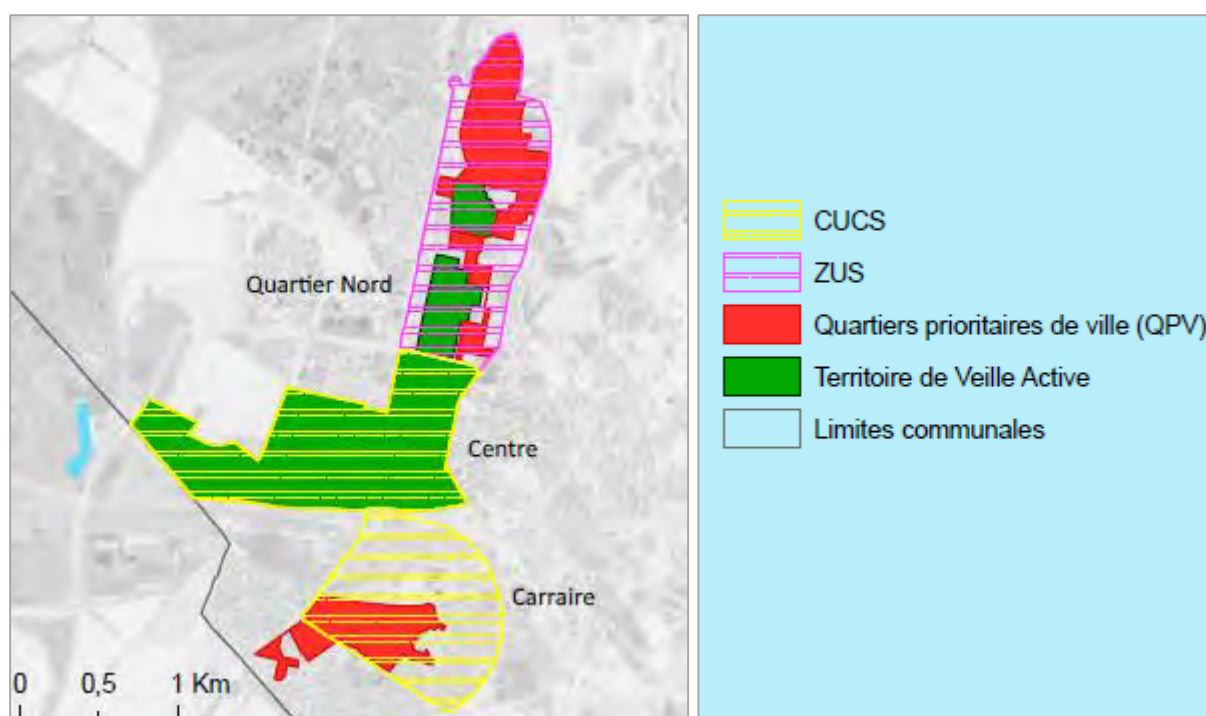 Quartier Nord
Centre
Carraire
0 0,5 1 Km
CUCS
ZUS
Quartiers prioritaires de ville (QPV)
Territoire de Veille Active
Limites communales